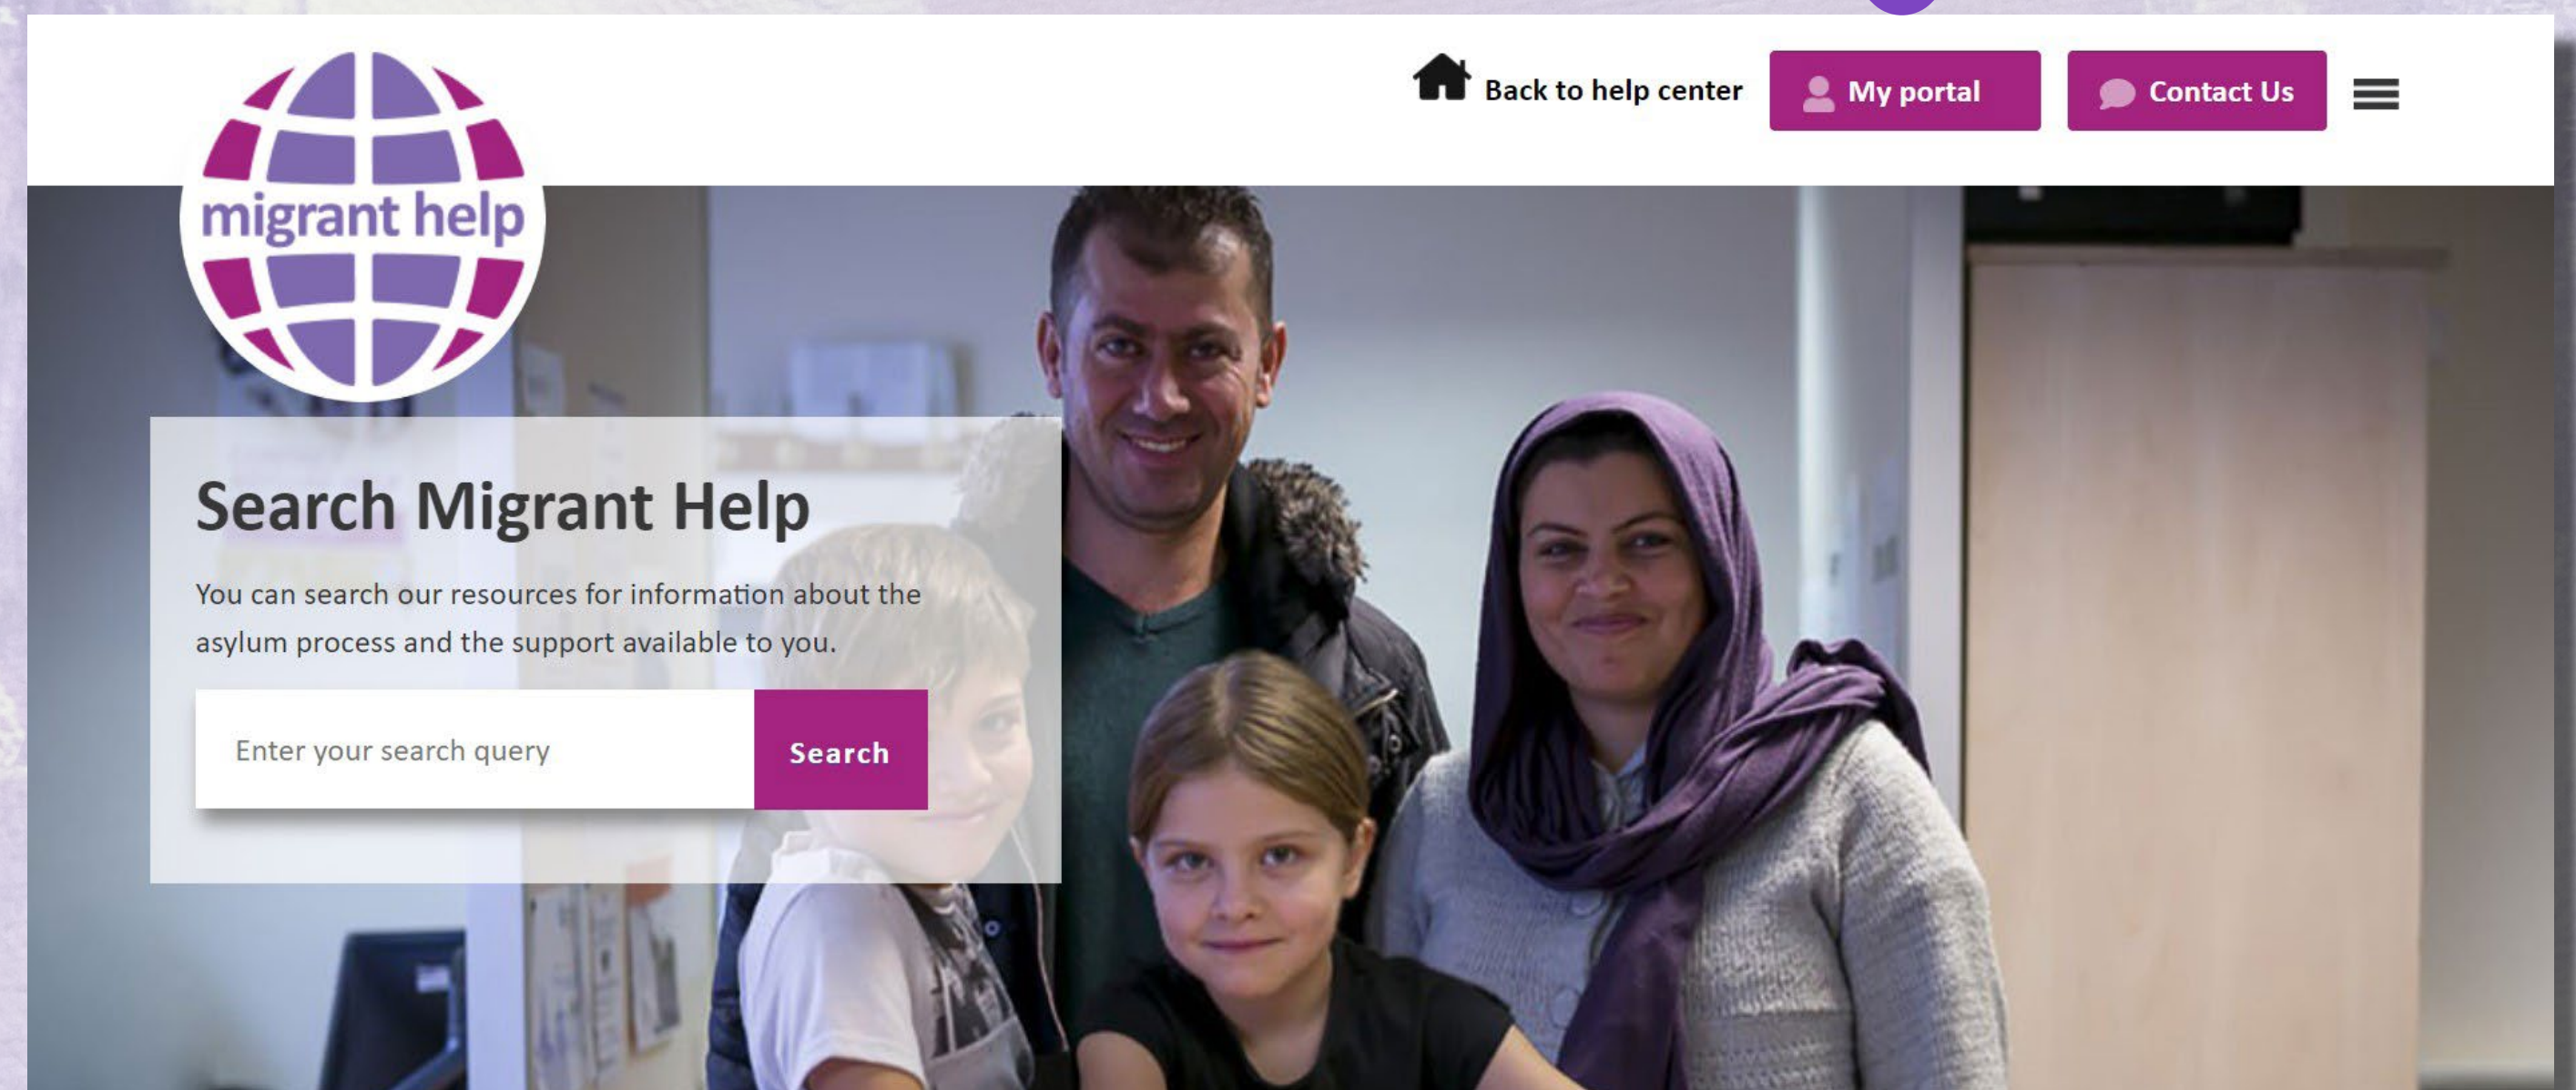 Back to help center
My portal
Contact Us
migrant help
Search Migrant Help
You can search our resources for information about the
asylum process and the support available to you.
Enter your search query
Search